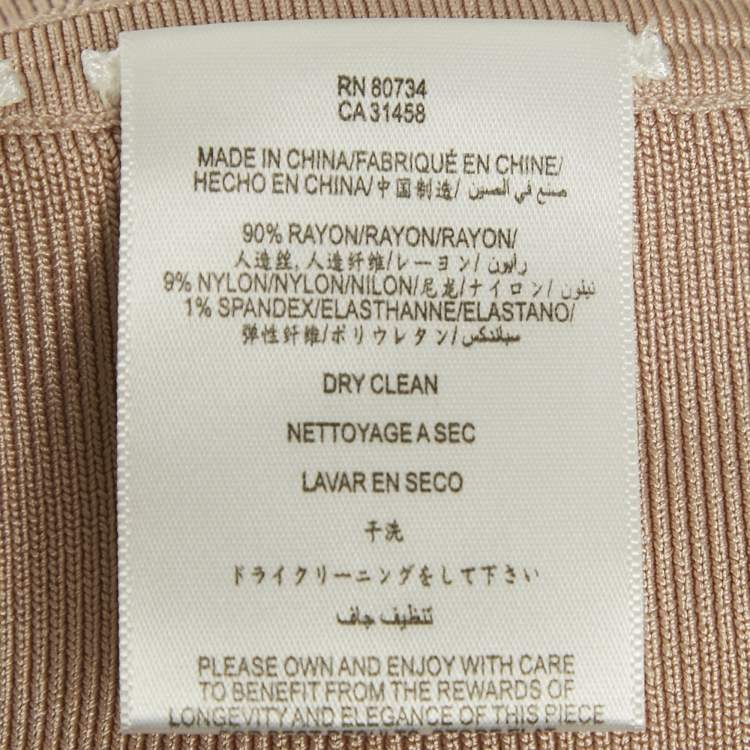 RN 80734
CA 31458
MADE IN CHINA/FABRIQUÉ EN CHINE/
HECHO EN CHINA/中国制造/صنع في الصين/
90% RAYON/RAYON/RAYON/
人造丝, 人造纤维/レーヨン/رايون
9% NYLON/NYLON/NILON/尼龙/ナイロン/نيلون/
1% SPANDEX/ELASTHANNE/ELASTANO/
弹性纤维/ポリウレタン/سباندكس
DRY CLEAN
NETTOYAGE A SEC
LAVAR EN SECO
干洗
ドライクリーニングをして下さい
تنظيف جاف
PLEASE OWN AND ENJOY WITH CARE
TO BENEFIT FROM THE REWARDS OF
LONGEVITY AND ELEGANCE OF THIS PIECE